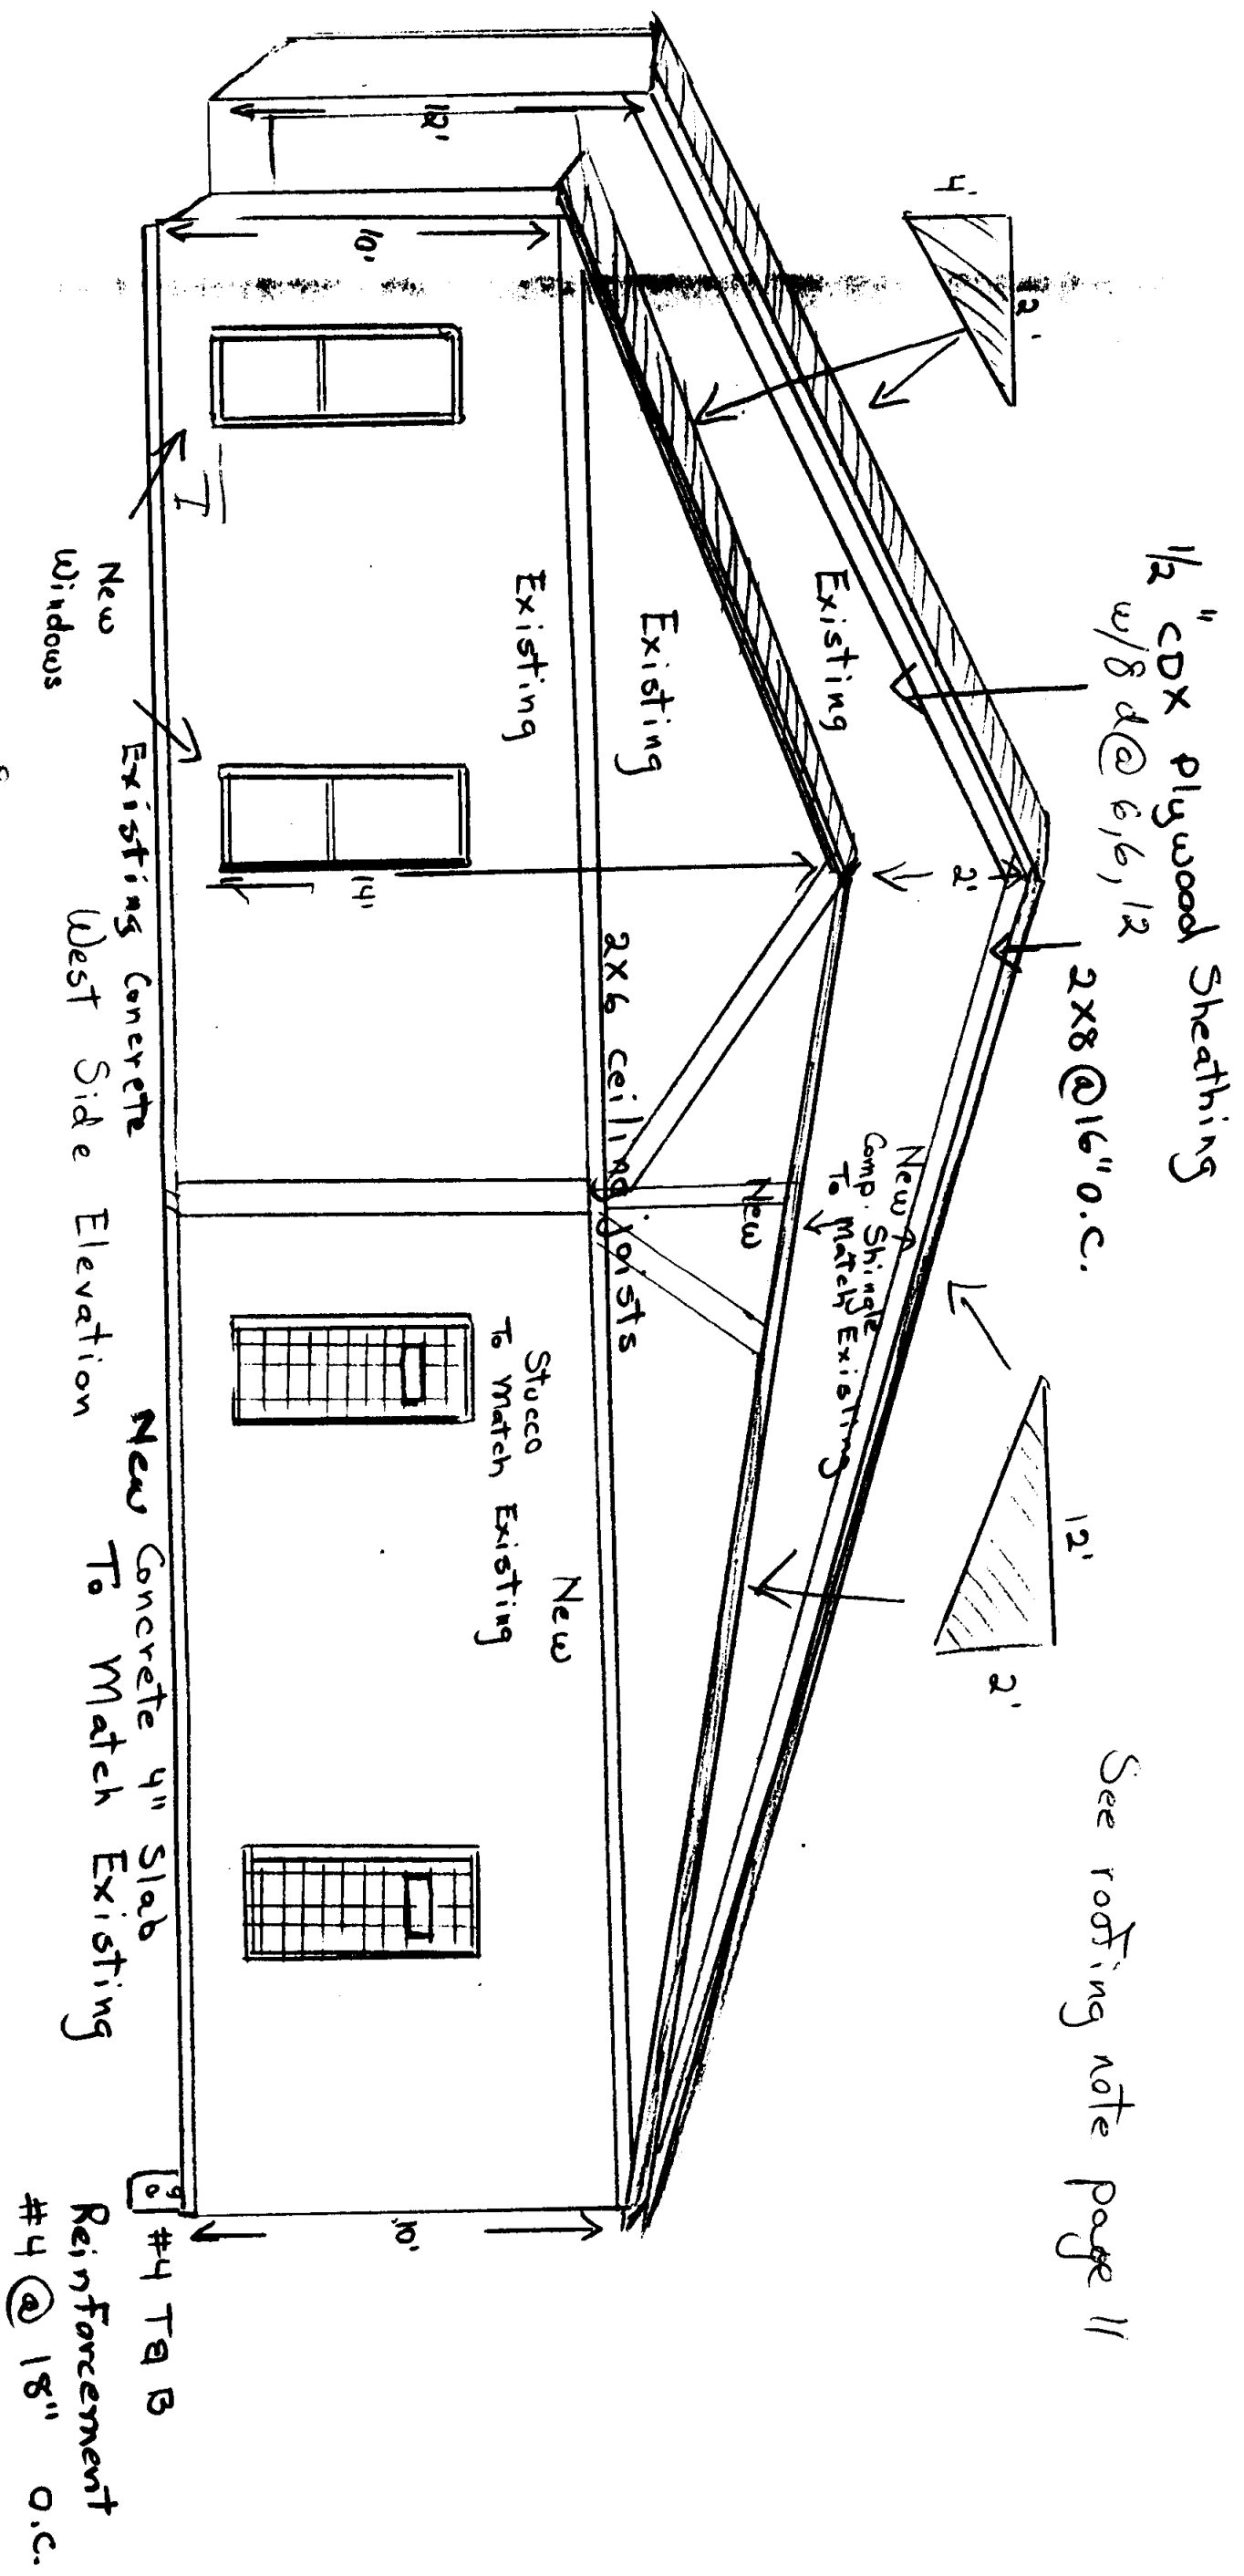 1/2" CDX Plywood Sheathing
w/8d@6,6,12
2X8@16"O.C.
See roofing note page 11
4'
12'
2'
2'
Existing
New
Comp. Shingle
To Match Existing
Existing
New
2X6 ceiling joists
12'
10'
Existing
14'
Stucco
To Match Existing
New
10'
New
Windows
Existing Concrete
New Concrete 4" Slab
To Match Existing
West Side Elevation
#4 T&B
Reinforcement
#4@18" O.C.